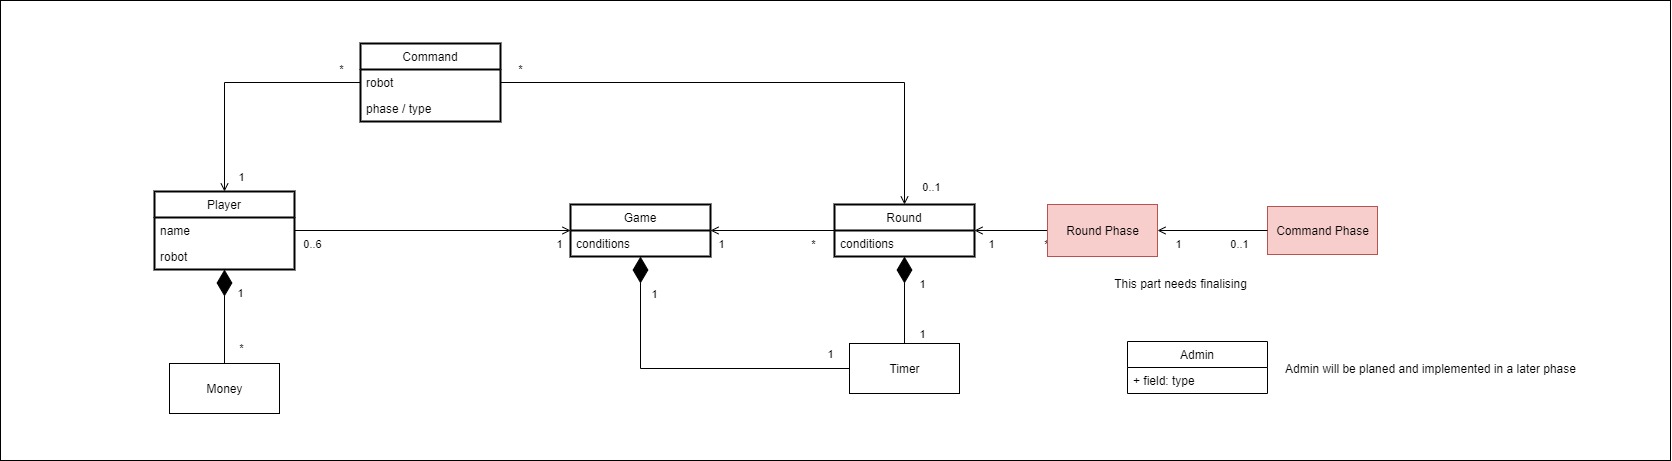 Command
*
*
robot
phase / type
1
0..1
Player
name
robot
0..6
1
Game
conditions
1
*
Round
conditions
1
*
Round Phase
1
0..1
Command Phase
This part needs finalising
1
*
Money
1
1
1
1
Timer
Admin
+ field: type
Admin will be planed and implemented in a later phase